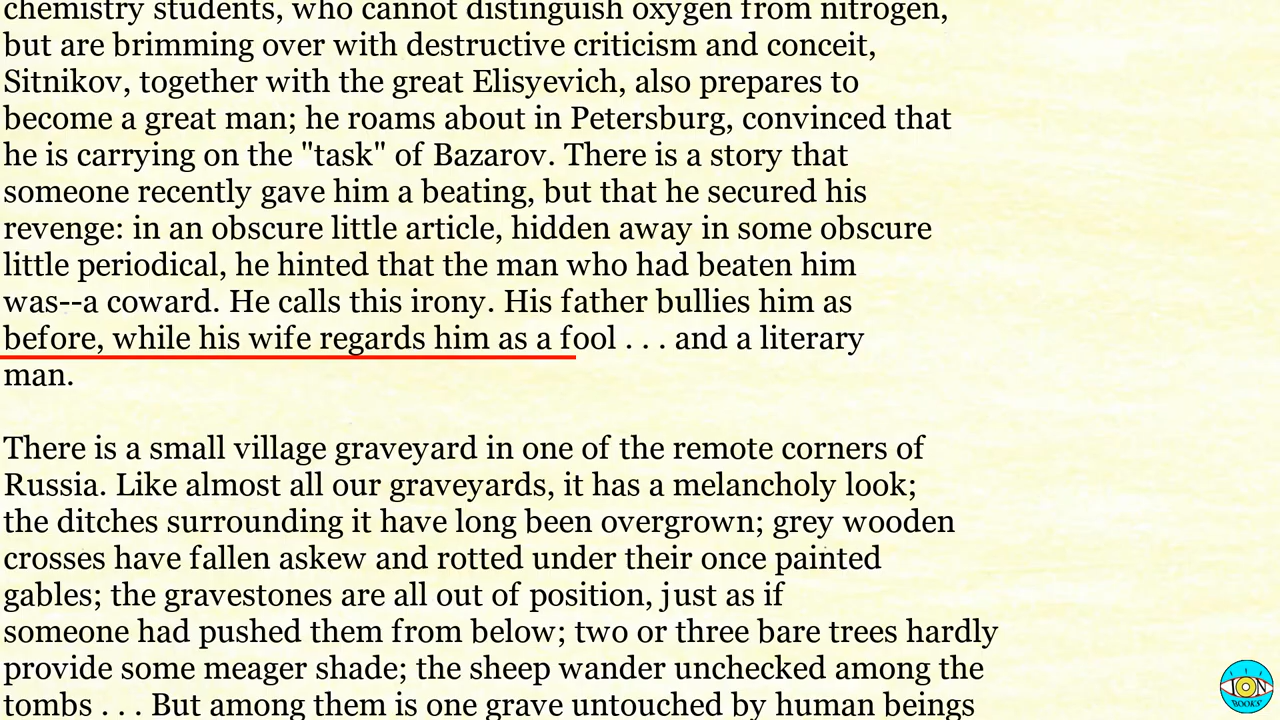 chemistry students, who cannot distinguish oxygen from nitrogen,
but are brimming over with destructive criticism and conceit,
Sitnikov, together with the great Elisyevich, also prepares to
become a great man; he roams about in Petersburg, convinced that
he is carrying on the "task" of Bazarov. There is a story that
someone recently gave him a beating, but that he secured his
revenge: in an obscure little article, hidden away in some obscure
little periodical, he hinted that the man who had beaten him
was--a coward. He calls this irony. His father bullies him as
before, while his wife regards him as a fool . . . and a literary
man.
There is a small village graveyard in one of the remote corners of
Russia. Like almost all our graveyards, it has a melancholy look;
the ditches surrounding it have long been overgrown; grey wooden
crosses have fallen askew and rotted under their once painted
gables; the gravestones are all out of position, just as if
someone had pushed them from below; two or three bare trees hardly
provide some meager shade; the sheep wander unchecked among the
tombs . . . But among them is one grave untouched by human beings
ION
BOOKS